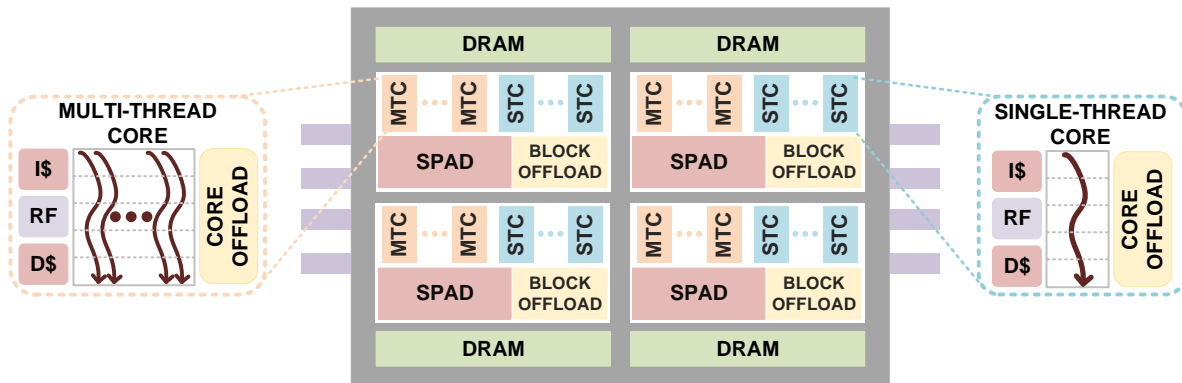 DRAM
DRAM
MULTI-THREAD
CORE
I$
RF
D$
CORE
OFFLOAD
MTC
MTC
STC
STC
SPAD
BLOCK
OFFLOAD
MTC
MTC
STC
STC
SPAD
BLOCK
OFFLOAD
SINGLE-THREAD
CORE
I$
RF
D$
CORE
OFFLOAD
MTC
MTC
STC
STC
SPAD
BLOCK
OFFLOAD
MTC
MTC
STC
STC
SPAD
BLOCK
OFFLOAD
DRAM
DRAM